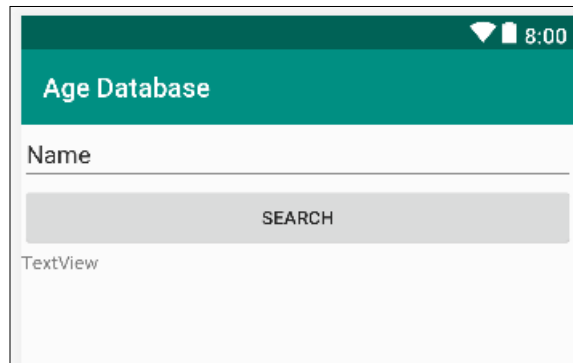 8:00
Age Database
Name
SEARCH
TextView